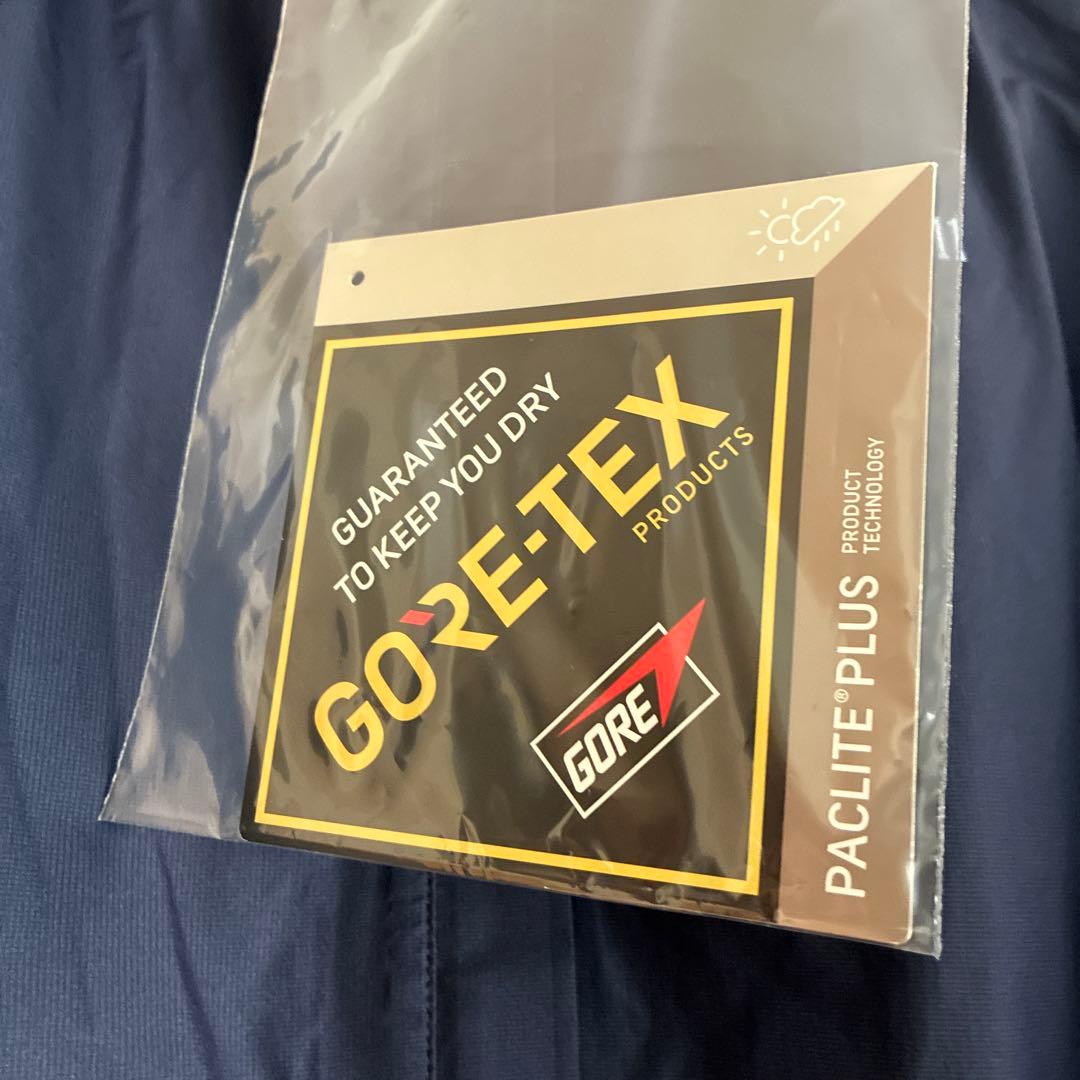 GUARANTEED
TO KEEP YOU DRY
GORE-TEX
PRODUCTS
GORE
PACLITE® PLUS
PRODUCT
TECHNOLOGY